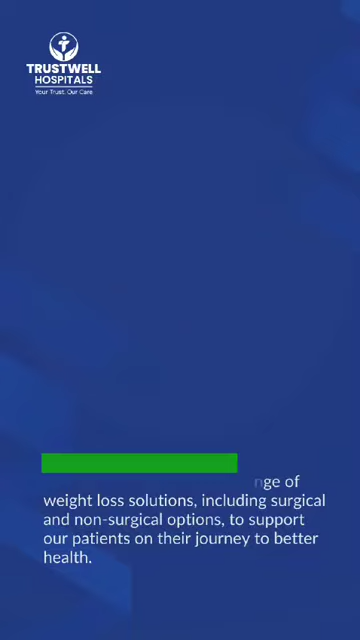 TRUSTWELL
HOSPITALS
Your Trust. Our Care
nge of
weight loss solutions, including surgical
and non-surgical options, to support
our patients on their journey to better
health.